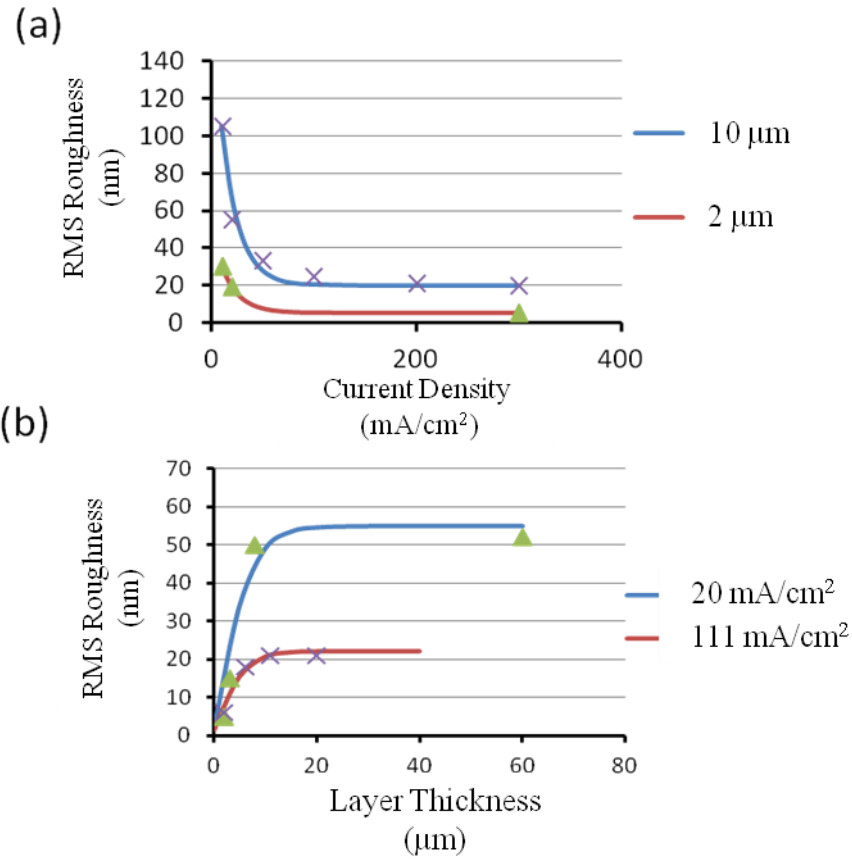 (a)
RMS Roughness
(nm)
140
120
100
80
60
40
20
0
0
200
400
Current Density
(mA/cm²)
10 µm
2 µm
(b)
RMS Roughness
(nm)
70
60
50
40
30
20
10
0
0
20
40
60
80
Layer Thickness
(µm)
20 mA/cm²
111 mA/cm²